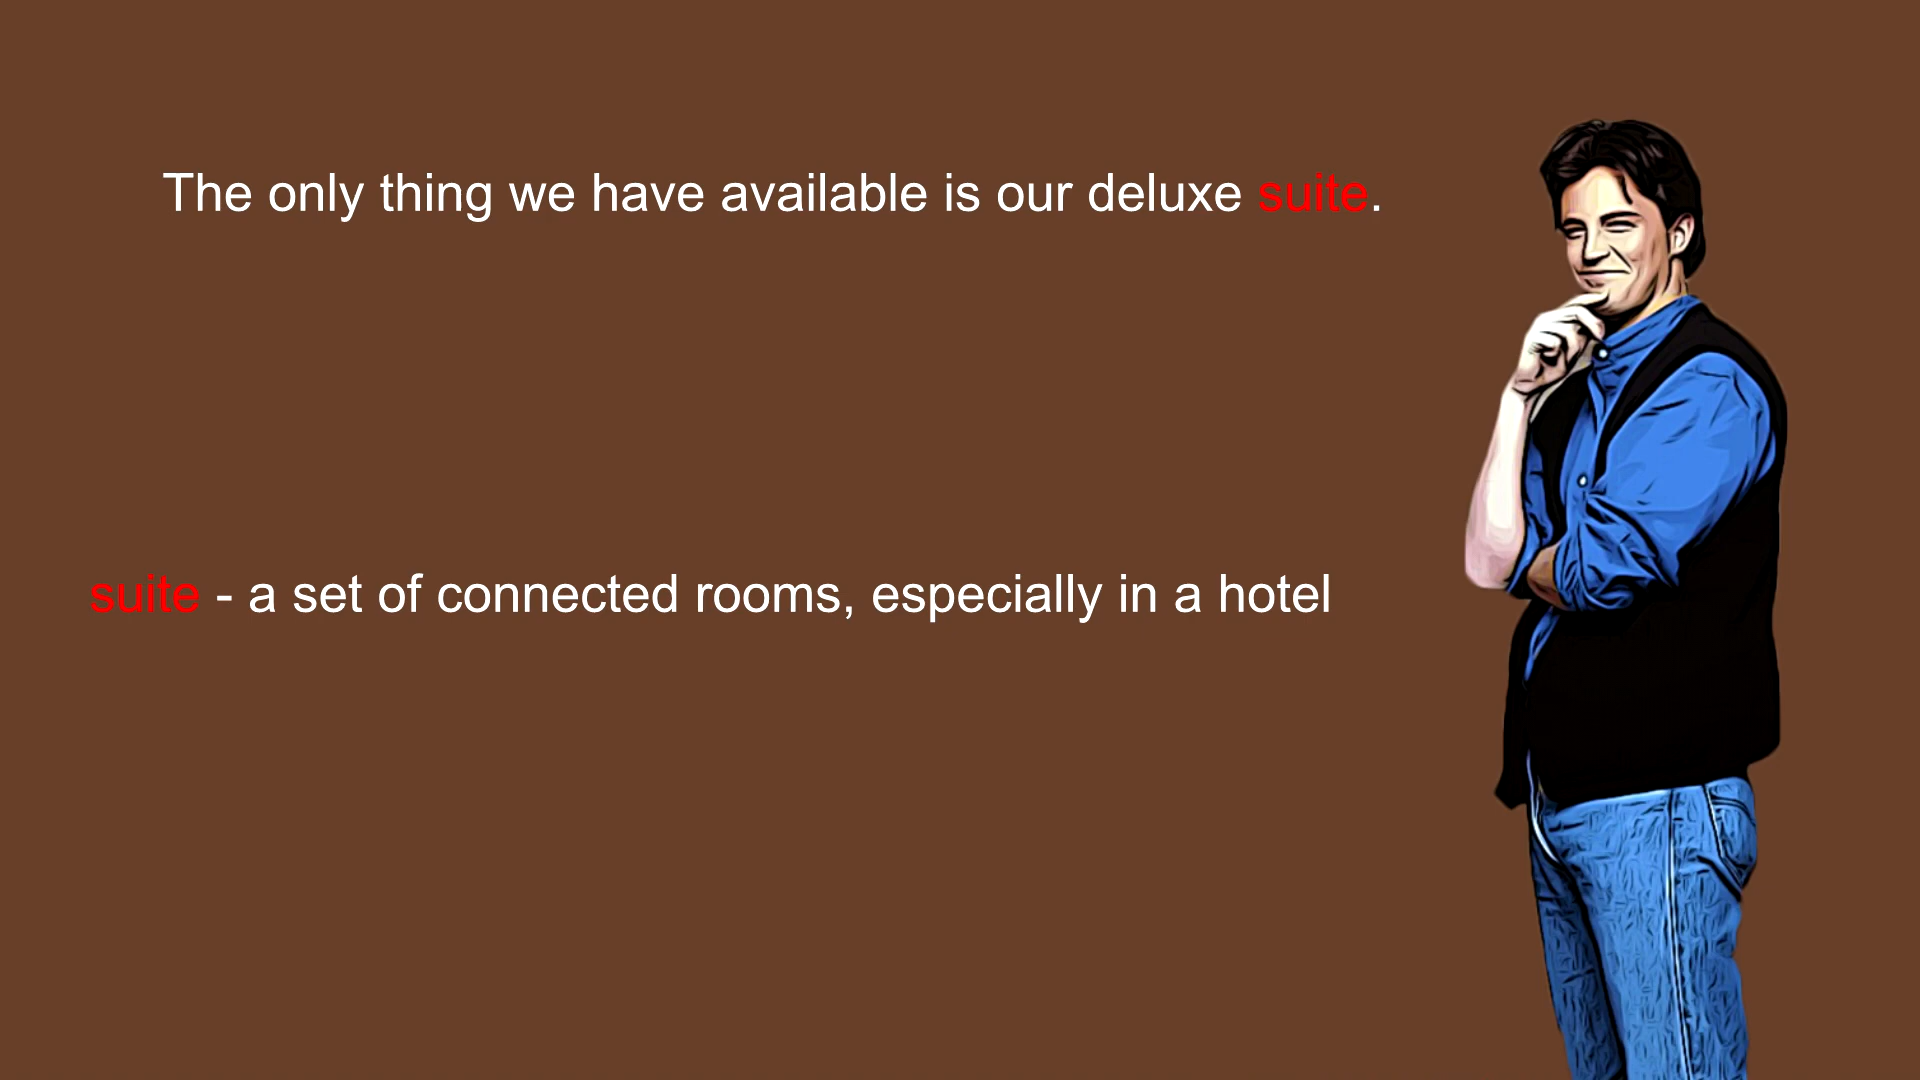 The only thing we have available is our deluxe suite.
suite - a set of connected rooms, especially in a hotel